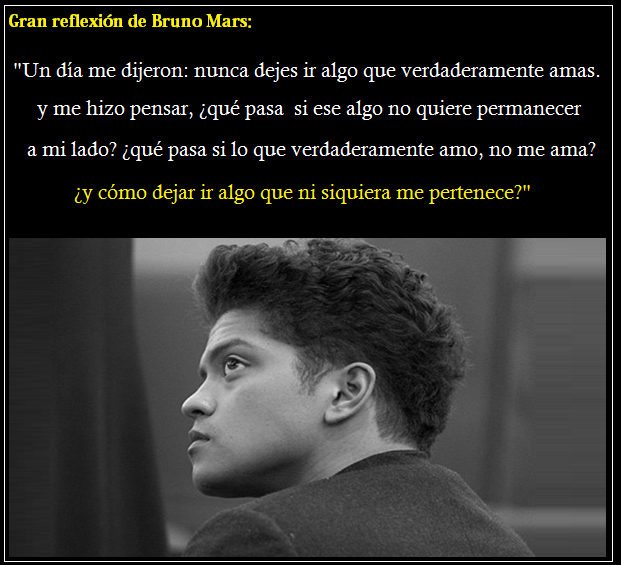 Gran reflexión de Bruno Mars:
"Un día me dijeron: nunca dejes ir algo que verdaderamente amas.
y me hizo pensar, ¿qué pasa  si ese algo no quiere permanecer
a mi lado? ¿qué pasa si lo que verdaderamente amo, no me ama?
¿y cómo dejar ir algo que ni siquiera me pertenece?"